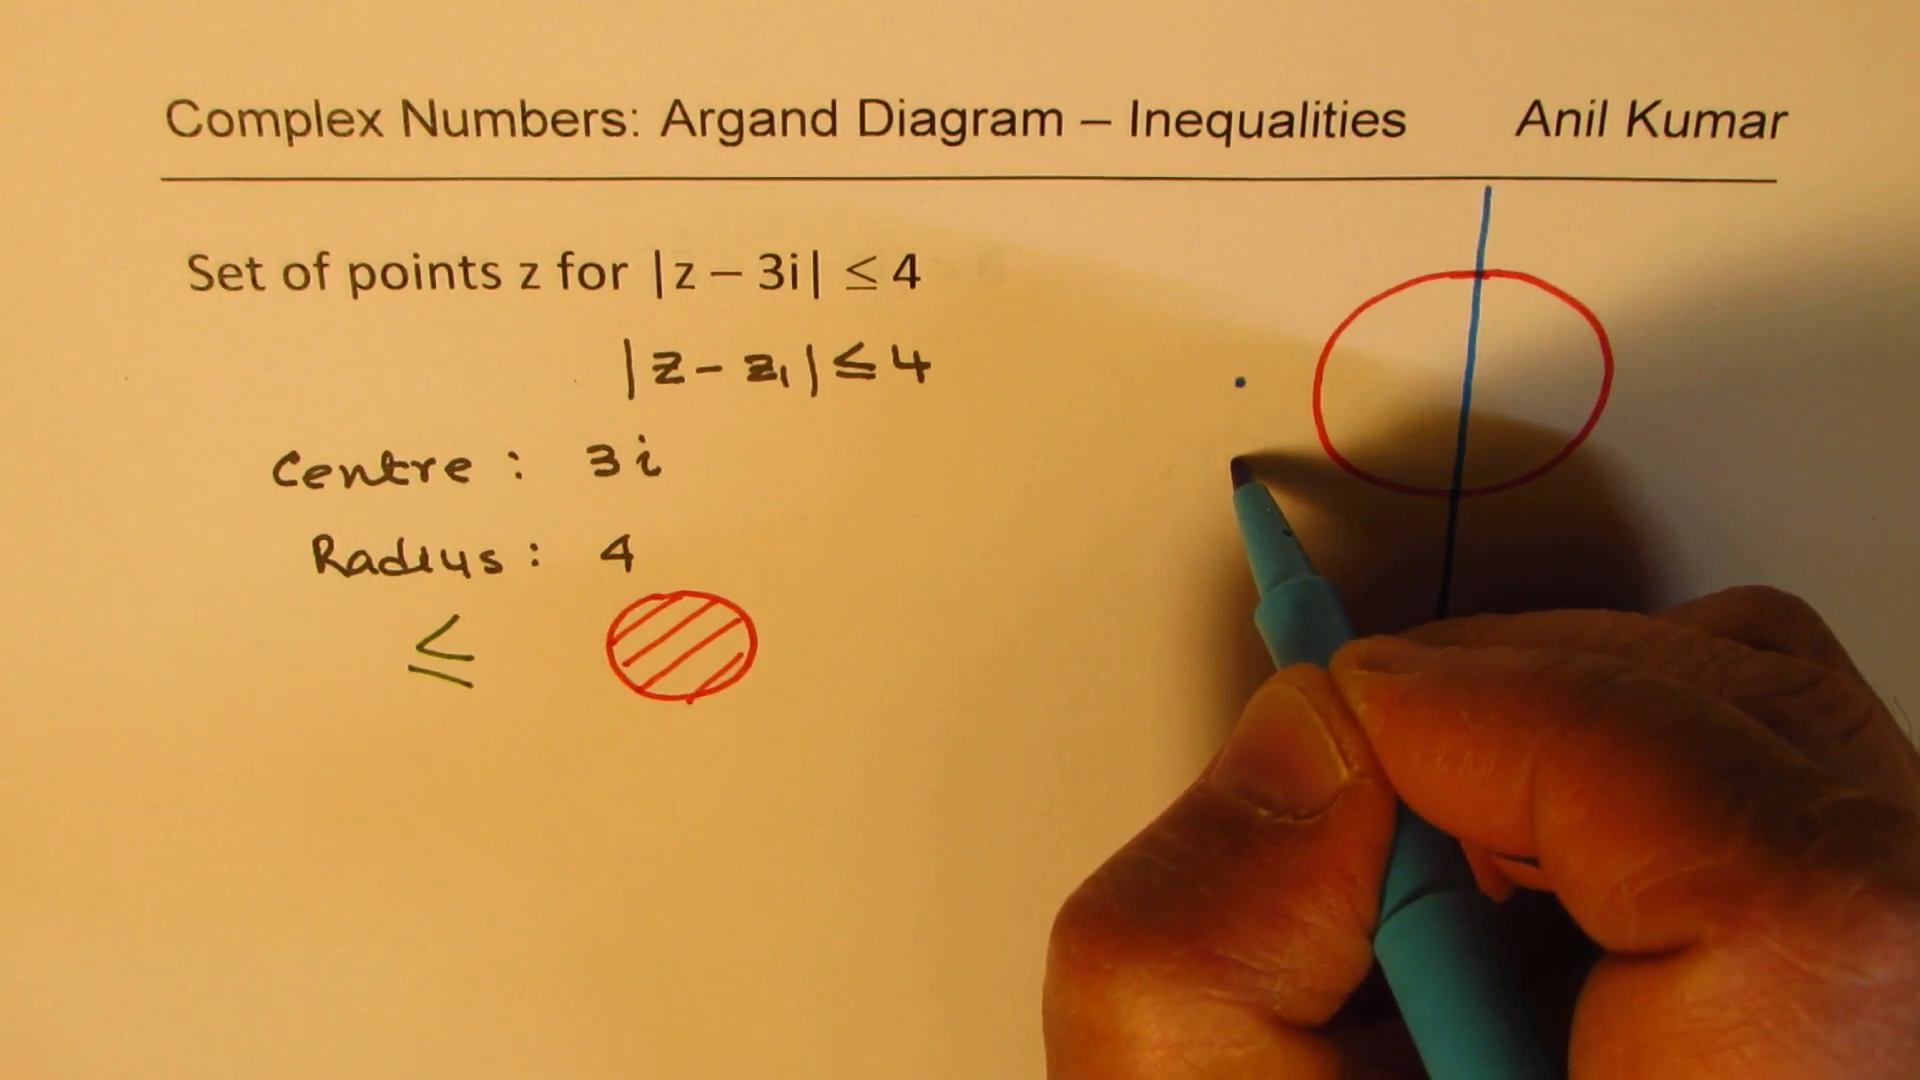 Complex Numbers: Argand Diagram – Inequalities Anil Kumar
Set of points z for |z – 3i| ≤ 4
|z - z₁| ≤ 4
Centre : 3i
Radius : 4
≤